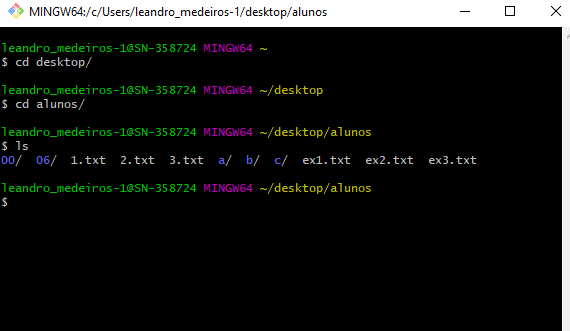 MINGW64:/c/Users/leandro_medeiros-1/desktop/alunos
leandro_medeiros-1@SN-358724 MINGW64 ~
$ cd desktop/
leandro_medeiros-1@SN-358724 MINGW64 ~/desktop
$ cd alunos/
leandro_medeiros-1@SN-358724 MINGW64 ~/desktop/alunos
$ ls
OO/  O6/  1.txt  2.txt  3.txt  a/  b/  c/  ex1.txt  ex2.txt  ex3.txt
leandro_medeiros-1@SN-358724 MINGW64 ~/desktop/alunos
$